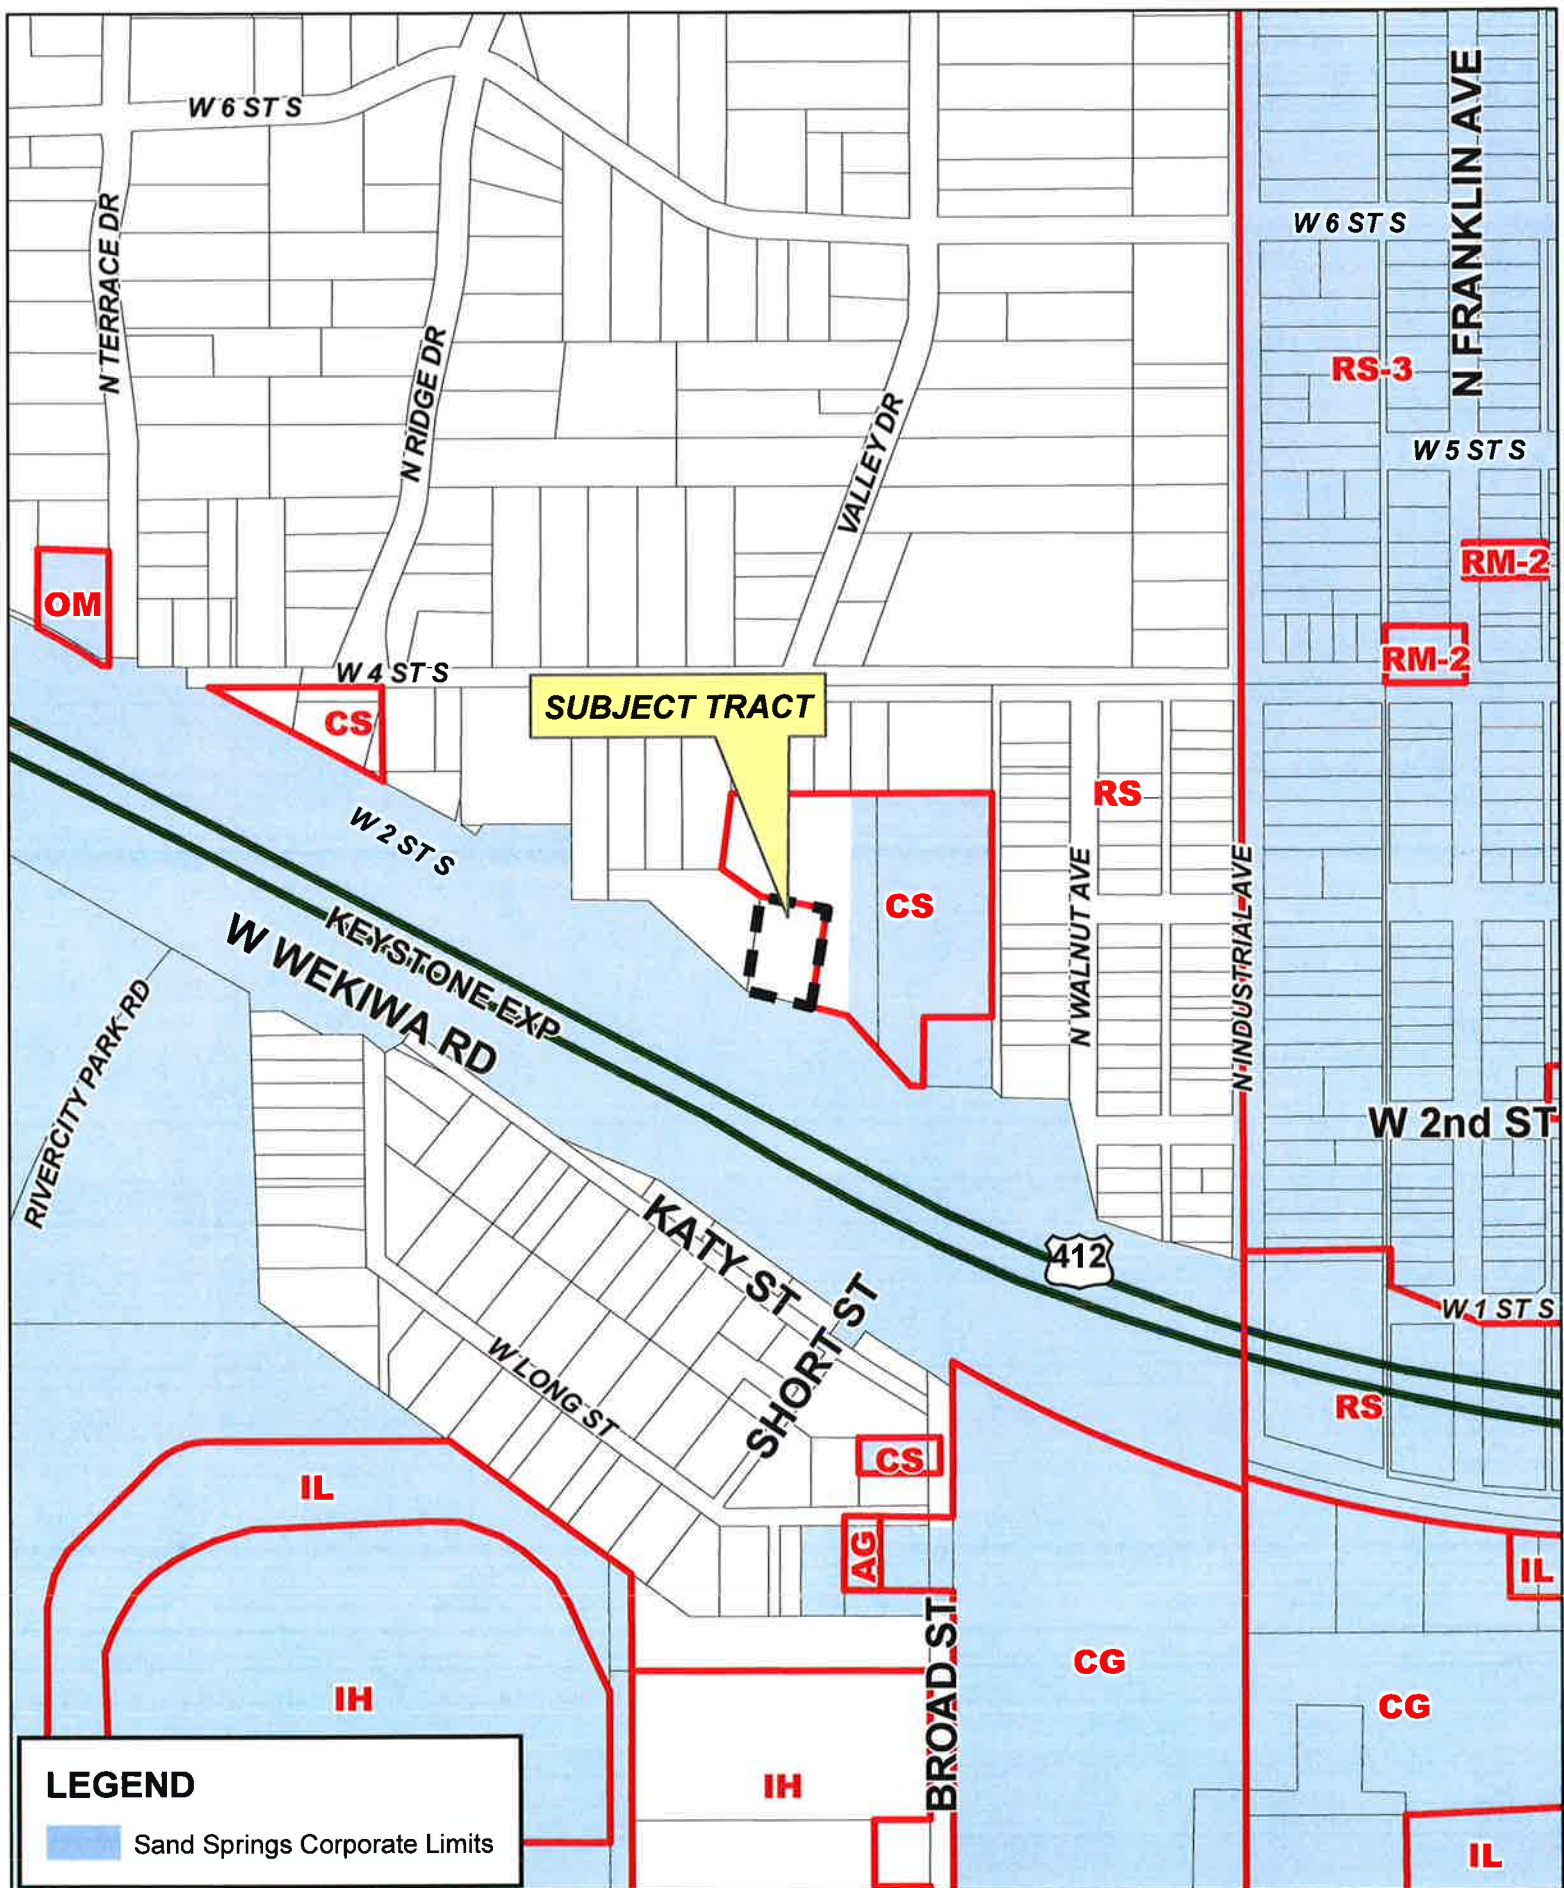 W 6 ST S
N TERRACE DR
N RIDGE DR
VALLEY DR
N FRANKLIN AVE
W 6 ST S
RS-3
W 5 ST S
RM-2
RM-2
OM
W 4 ST S
CS
SUBJECT TRACT
W 2 ST S
CS
RS
N WALNUT AVE
N INDUSTRIAL AVE
KEYSTONE EXP
W WEKIWA RD
RIVERCITY PARK RD
W 2nd ST
KATY ST
SHORT ST
412
W 1 ST S
W LONG ST
RS
CS
IL
AG
IL
BROAD ST
CG
CG
IH
IH
IL
LEGEND
Sand Springs Corporate Limits